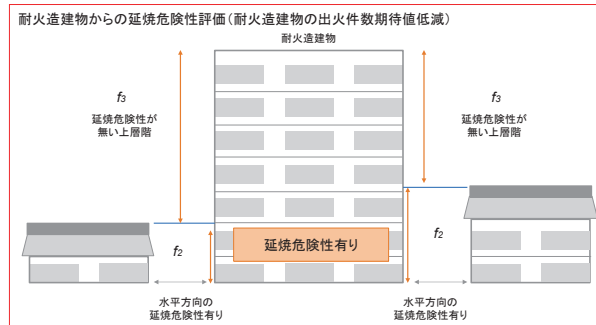 耐火造建物からの延焼危険性評価（耐火造建物の出火件数期待値低減）
耐火造建物
f3
延焼危険性が
無い上層階
f3
延焼危険性が
無い上層階
f2
延焼危険性有り
f2
水平方向の
延焼危険性有り
水平方向の
延焼危険性有り